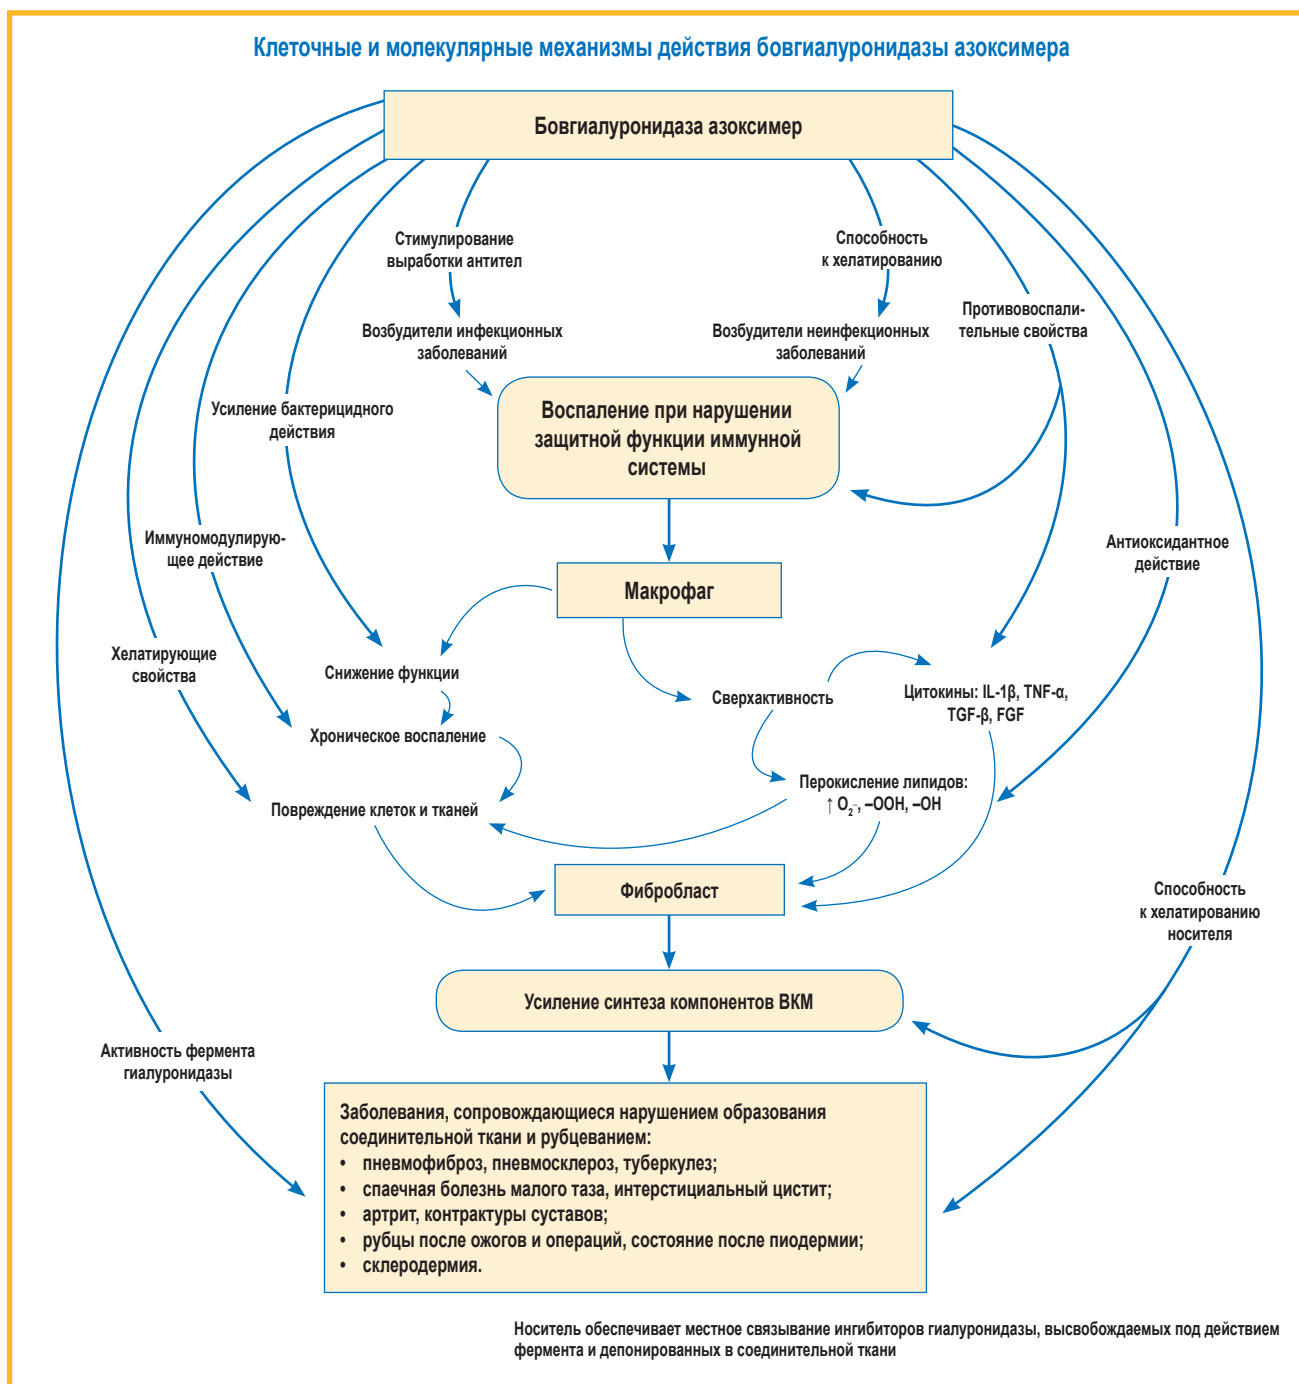 Клеточные и молекулярные механизмы действия бовгиалуронидазы азоксимера
Бовгиалуронидаза азоксимер
Стимулирование
выработки антител
Способность
к хелатированию
Противовоспали-
тельные свойства
Возбудители инфекционных
заболеваний
Возбудители неинфекционных
заболеваний
Усиление бактерицидного
действия
Воспаление при нарушении
защитной функции иммунной
системы
Иммуномодулирую-
щее действие
Антиоксидантное
действие
Макрофаг
Хелатирующие
свойства
Снижение функции
Сверхактивность
Цитокины: IL-1β, TNF-α,
TGF-β, FGF
Хроническое воспаление
Перокисление липидов:
↑ O₂⁻, –OOH, –OH
Повреждение клеток и тканей
Фибробласт
Способность
к хелатированию
носителя
Усиление синтеза компонентов ВКМ
Активность фермента
гиалуронидазы
Заболевания, сопровождающиеся нарушением образования
соединительной ткани и рубцеванием:
• пневмофиброз, пневмосклероз, туберкулез;
• спаечная болезнь малого таза, интерстициальный цистит;
• артрит, контрактуры суставов;
• рубцы после ожогов и операций, состояние после пиодермии;
• склеродермия.
Носитель обеспечивает местное связывание ингибиторов гиалуронидазы, высвобождаемых под действием
фермента и депонированных в соединительной ткани